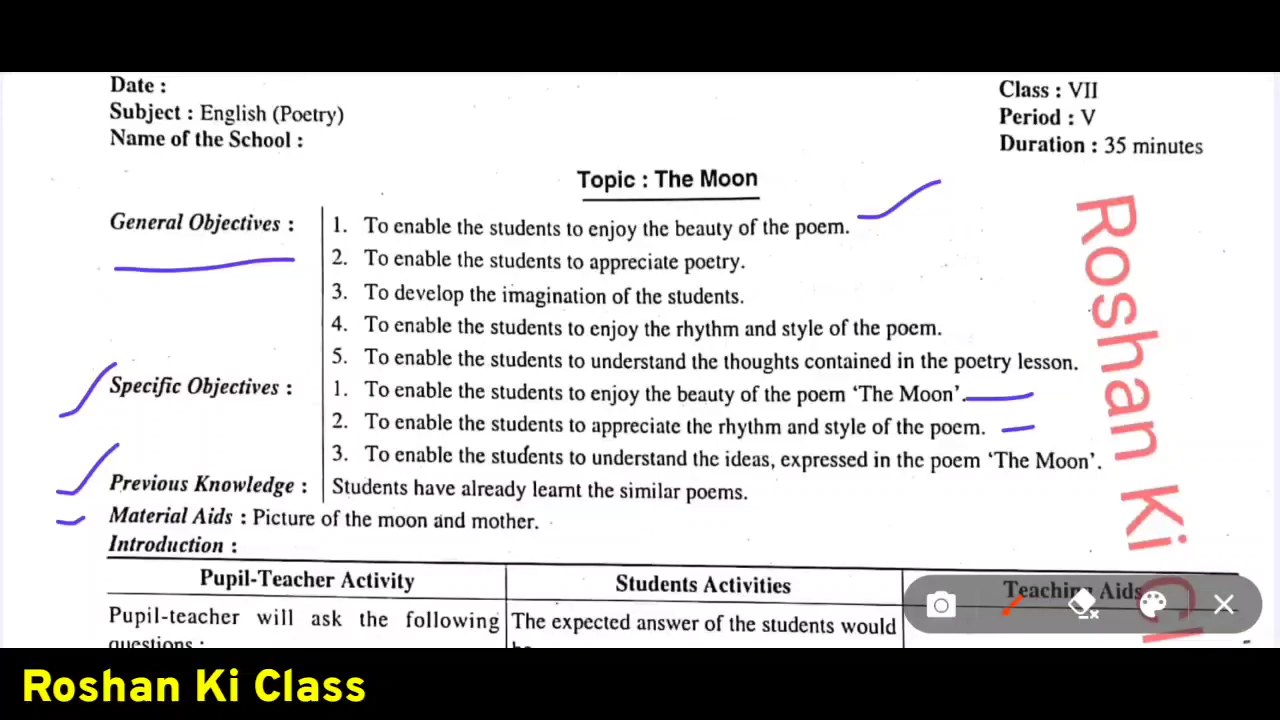 Date :
Class : VII
Subject : English (Poetry)
Period : V
Name of the School :
Duration : 35 minutes
Topic : The Moon
General Objectives :
1. To enable the students to enjoy the beauty of the poem.
2. To enable the students to appreciate poetry.
3. To develop the imagination of the students.
4. To enable the students to enjoy the rhythm and style of the poem.
5. To enable the students to understand the thoughts contained in the poetry lesson.
Specific Objectives :
1. To enable the students to enjoy the beauty of the poem ‘The Moon’.
2. To enable the students to appreciate the rhythm and style of the poem.
3. To enable the students to understand the ideas, expressed in the poem ‘The Moon’.
Previous Knowledge : Students have already learnt the similar poems.
Material Aids : Picture of the moon and mother.
Introduction :
Pupil-Teacher Activity
Students Activities
Teaching Aids
Pupil-teacher will ask the following
questions :
The expected answer of the students would
Roshan Ki Cl
Roshan Ki Class